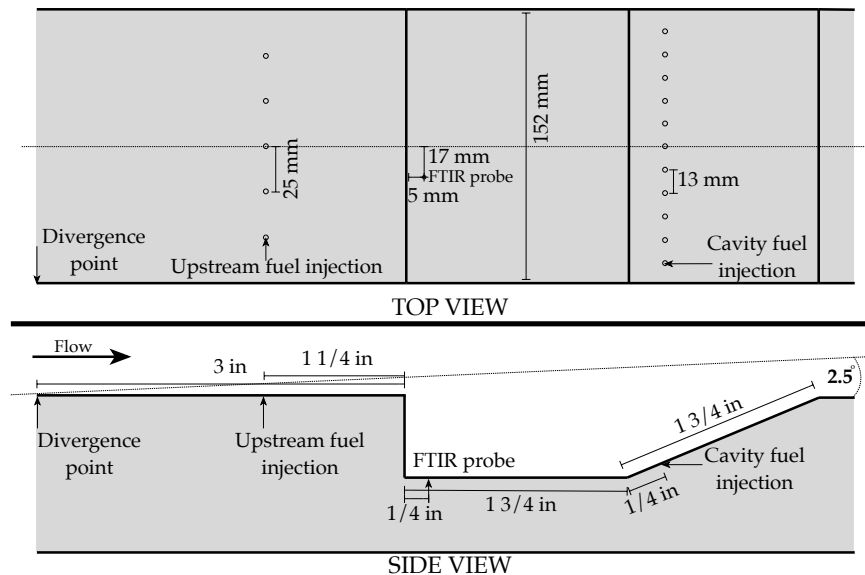 152 mm
17 mm
FTIR probe
5 mm
25 mm
13 mm
Divergence
point
Upstream fuel injection
Cavity fuel
injection
TOP VIEW
Flow
1 1/4 in
3 in
2.5°
1 3/4 in
Divergence
point
Upstream fuel
injection
FTIR probe
Cavity fuel
injection
1/4 in
1 3/4 in
1/4 in
SIDE VIEW